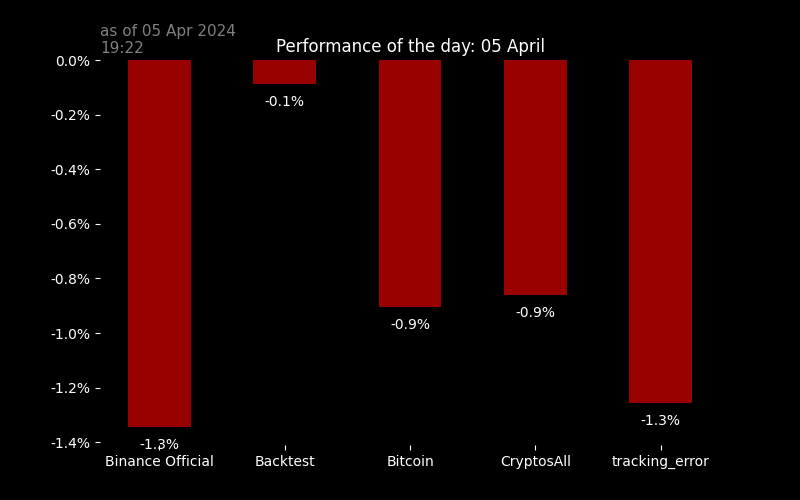 as of 05 Apr 2024
19:22
Performance of the day: 05 April
0.0%
-0.2%
-0.4%
-0.6%
-0.8%
-1.0%
-1.2%
-1.4%
-1.3%
-0.1%
-0.9%
-0.9%
-1.3%
Binance Official
Backtest
Bitcoin
CryptosAll
tracking_error